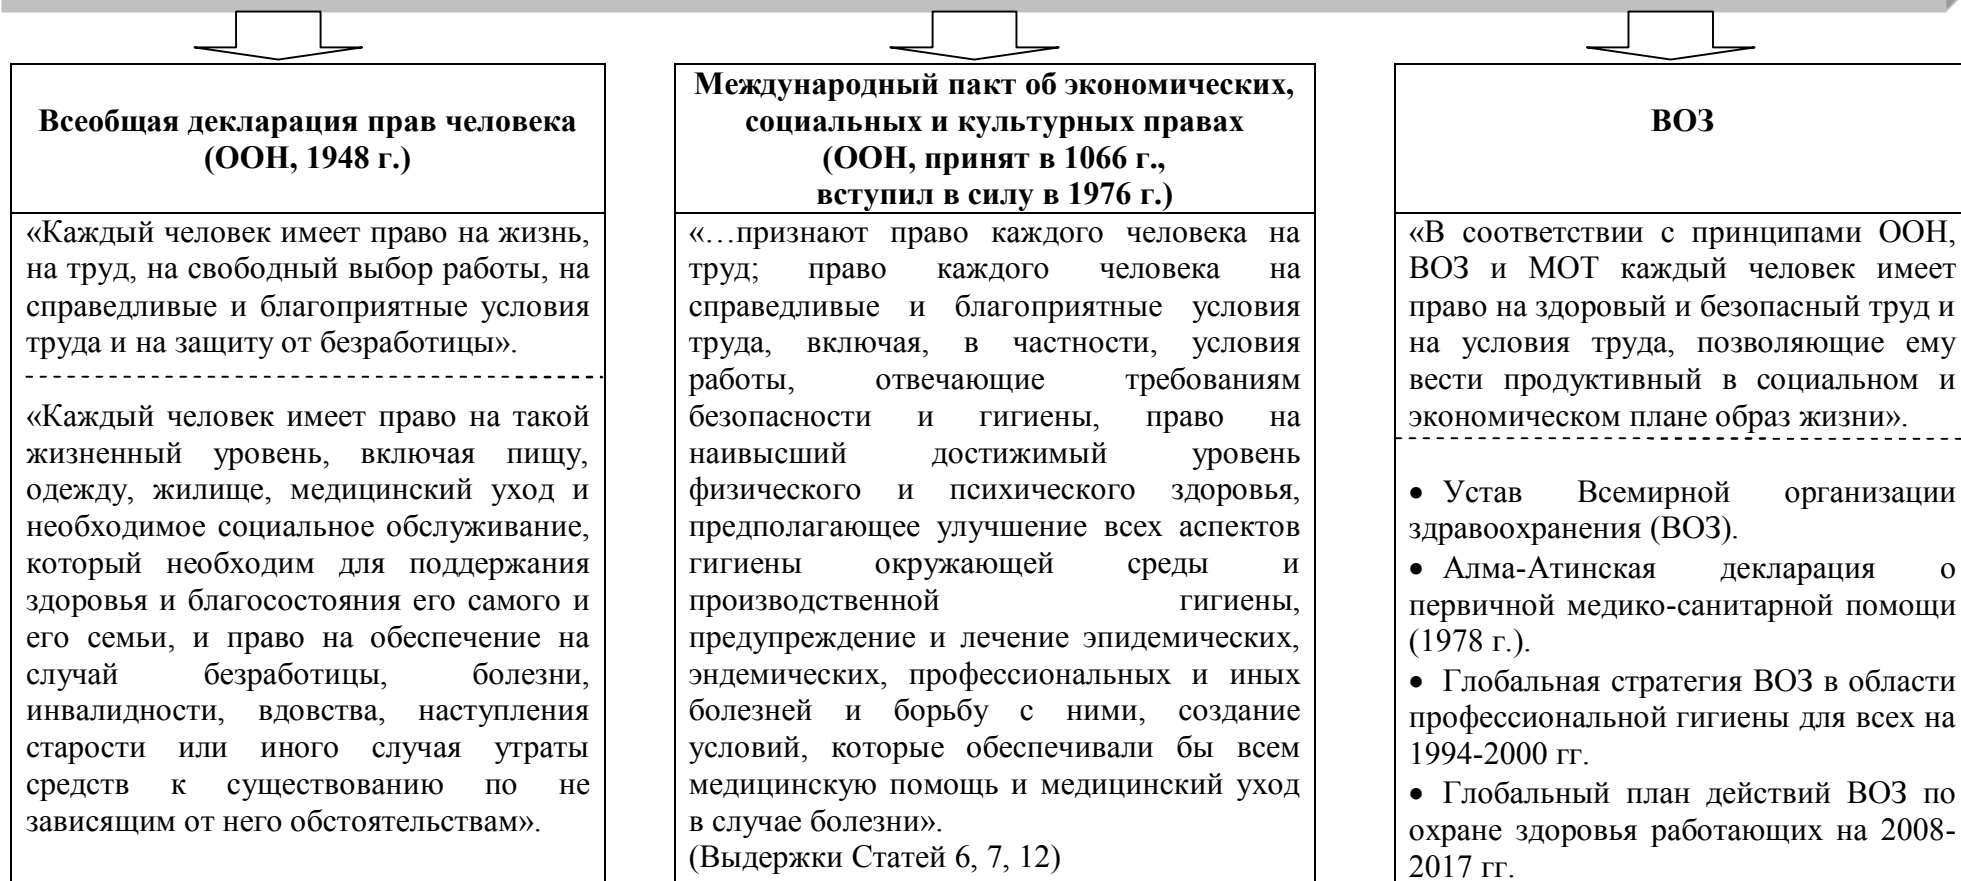 Всеобщая декларация прав человека
(ООН, 1948 г.)
«Каждый человек имеет право на жизнь,
на труд, на свободный выбор работы, на
справедливые и благоприятные условия
труда и на защиту от безработицы».
«Каждый человек имеет право на такой
жизненный уровень, включая пищу,
одежду, жилище, медицинский уход и
необходимое социальное обслуживание,
который необходим для поддержания
здоровья и благосостояния его самого и
его семьи, и право на обеспечение на
случай безработицы, болезни,
инвалидности, вдовства, наступления
старости или иного случая утраты
средств к существованию по не
зависящим от него обстоятельствам».
Международный пакт об экономических,
социальных и культурных правах
(ООН, принят в 1066 г.,
вступил в силу в 1976 г.)
«…признают право каждого человека на
труд; право каждого человека на
справедливые и благоприятные условия
труда, включая, в частности, условия
работы, отвечающие требованиям
безопасности и гигиены, право на
наивысший достижимый уровень
физического и психического здоровья,
предполагающее улучшение всех аспектов
гигиены окружающей среды и
производственной гигиены,
предупреждение и лечение эпидемических,
эндемических, профессиональных и иных
болезней и борьбу с ними, создание
условий, которые обеспечивали бы всем
медицинскую помощь и медицинский уход
в случае болезни».
(Выдержки Статей 6, 7, 12)
ВОЗ
«В соответствии с принципами ООН,
ВОЗ и МОТ каждый человек имеет
право на здоровый и безопасный труд и
на условия труда, позволяющие ему
вести продуктивный в социальном и
экономическом плане образ жизни».
• Устав Всемирной организации
здравоохранения (ВОЗ).
• Алма-Атинская декларация о
первичной медико-санитарной помощи
(1978 г.).
• Глобальная стратегия ВОЗ в области
профессиональной гигиены для всех на
1994-2000 гг.
• Глобальный план действий ВОЗ по
охране здоровья работающих на 2008-
2017 гг.